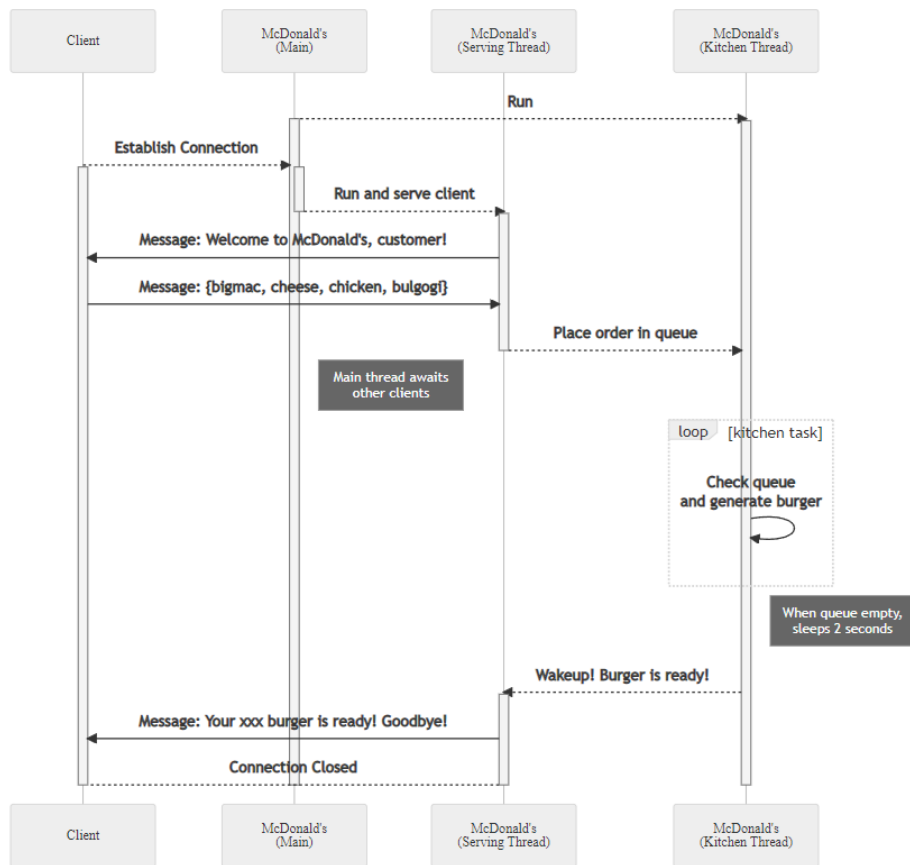 Client
McDonald's
(Main)
McDonald's
(Serving Thread)
McDonald's
(Kitchen Thread)
Run
Establish Connection
Run and serve client
Message: Welcome to McDonald's, customer!
Message: {bigmac, cheese, chicken, bulgogi}
Place order in queue
Main thread awaits
other clients
loop
[kitchen task]
Check queue
and generate burger
When queue empty,
sleeps 2 seconds
Wakeup! Burger is ready!
Message: Your xxx burger is ready! Goodbye!
Connection Closed
Client
McDonald's
(Main)
McDonald's
(Serving Thread)
McDonald's
(Kitchen Thread)